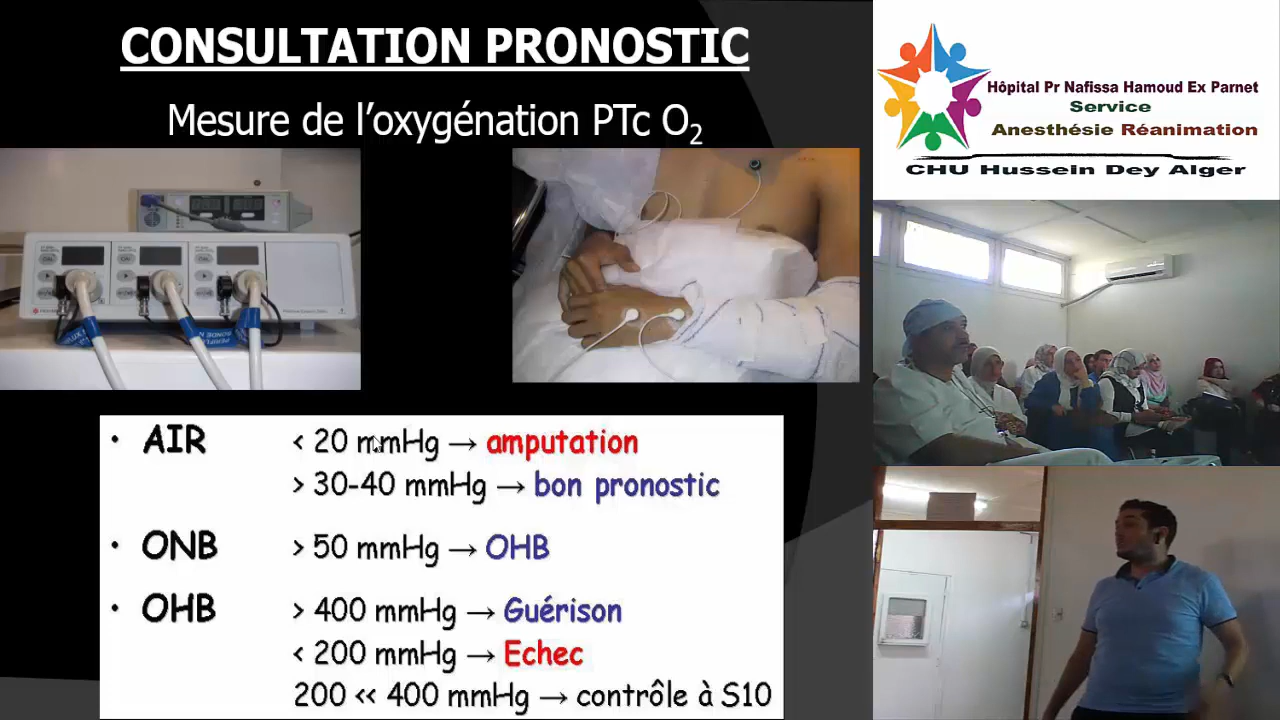 CONSULTATION PRONOSTIC
Mesure de l'oxygénation PTc O₂
• AIR < 20 mmHg → amputation
> 30-40 mmHg → bon pronostic
• ONB > 50 mmHg → OHB
• OHB > 400 mmHg → Guérison
< 200 mmHg → Echec
200 << 400 mmHg → contrôle à S10
Hôpital Pr Nafissa Hamoud Ex Parnet
Service
Anesthésie Réanimation
CHU Hussein Dey Alger